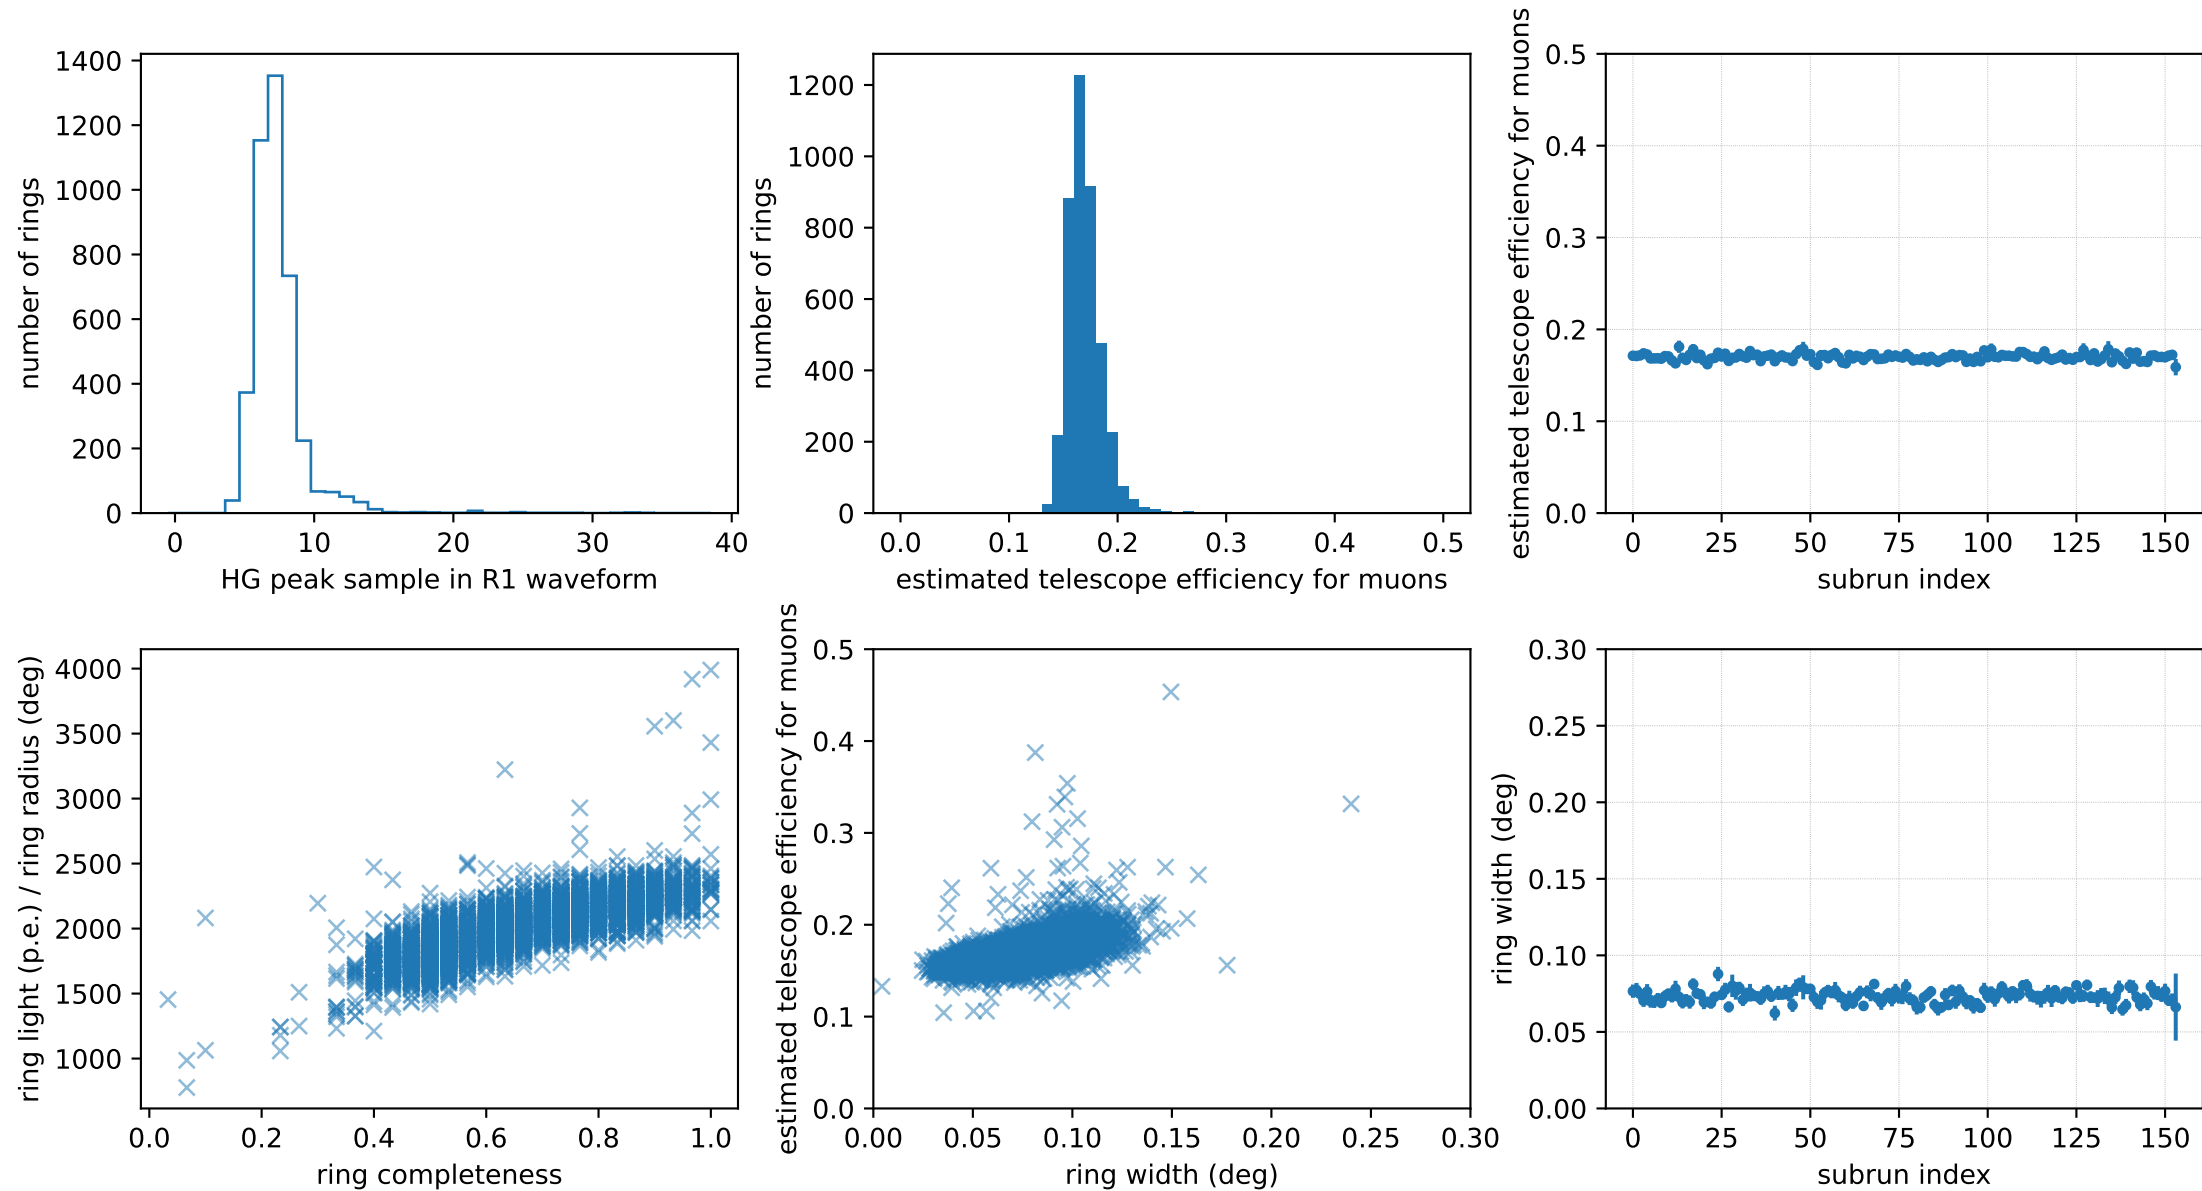 1400
1200
1000
800
600
400
200
0
number of rings
0 10 20 30 40
HG peak sample in R1 waveform
1200
1000
800
600
400
200
0
number of rings
0.0 0.1 0.2 0.3 0.4 0.5
estimated telescope efficiency for muons
0.5
0.4
0.3
0.2
0.1
0.0
estimated telescope efficiency for muons
0 25 50 75 100 125 150
subrun index
4000
3500
3000
2500
2000
1500
1000
ring light (p.e.) / ring radius (deg)
0.0 0.2 0.4 0.6 0.8 1.0
ring completeness
0.5
0.4
0.3
0.2
0.1
0.0
estimated telescope efficiency for muons
0.00 0.05 0.10 0.15 0.20 0.25 0.30
ring width (deg)
0.30
0.25
0.20
0.15
0.10
0.05
0.00
ring width (deg)
0 25 50 75 100 125 150
subrun index